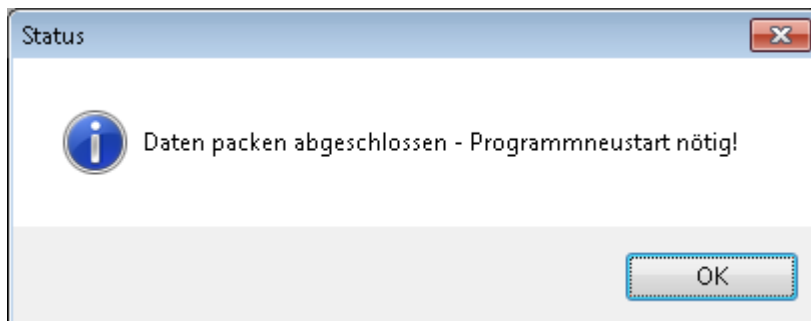 Status
Daten packen abgeschlossen - Programmneustart nötig!
OK